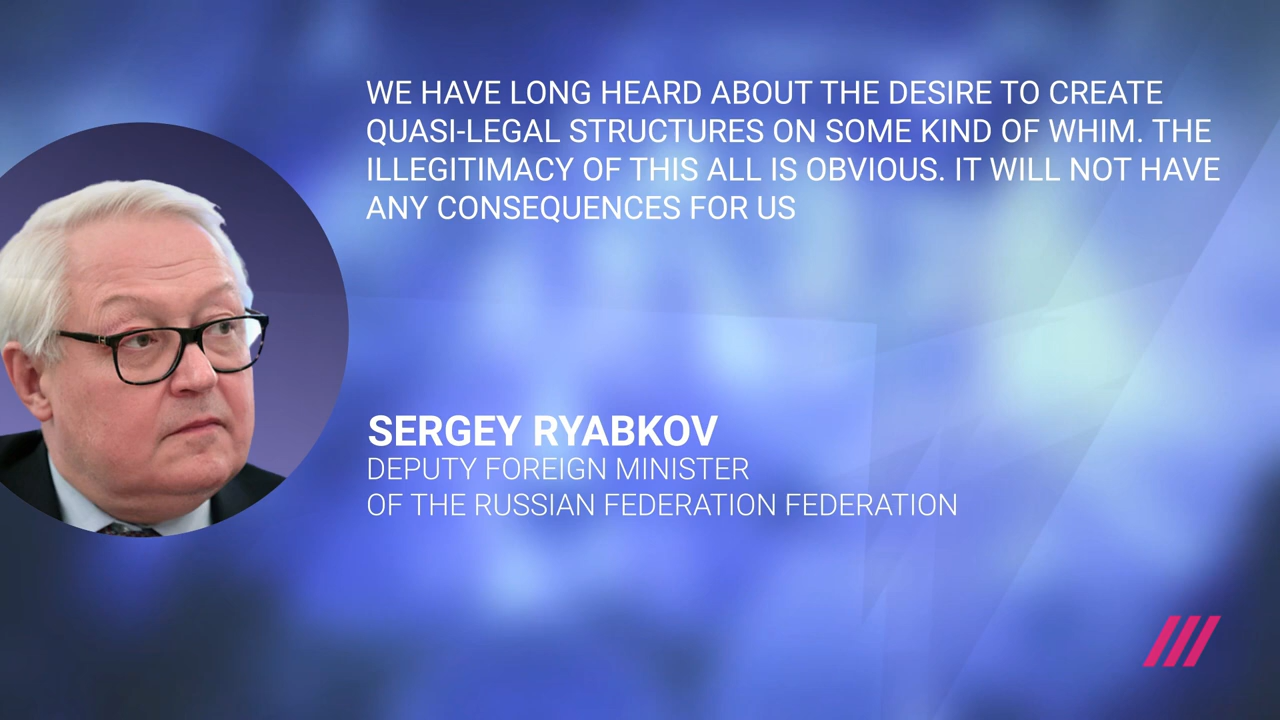 WE HAVE LONG HEARD ABOUT THE DESIRE TO CREATE
QUASI-LEGAL STRUCTURES ON SOME KIND OF WHIM. THE
ILLEGITIMACY OF THIS ALL IS OBVIOUS. IT WILL NOT HAVE
ANY CONSEQUENCES FOR US
SERGEY RYABKOV
DEPUTY FOREIGN MINISTER
OF THE RUSSIAN FEDERATION FEDERATION